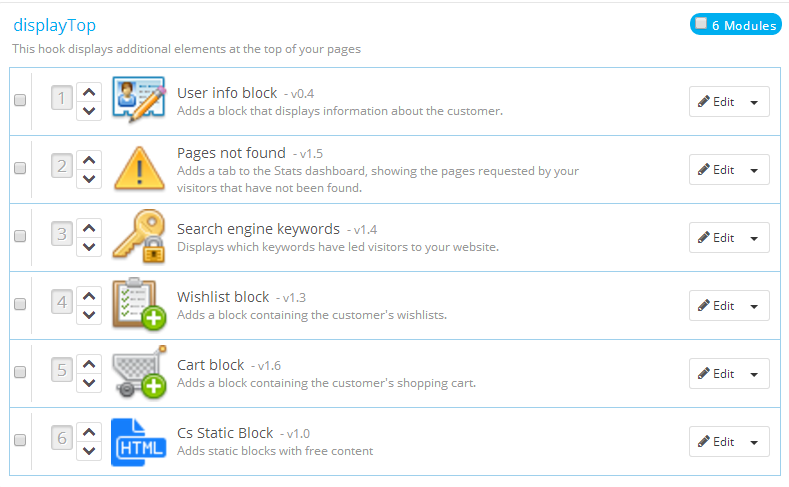 displayTop
6 Modules
This hook displays additional elements at the top of your pages
1
User info block - v0.4
Adds a block that displays information about the customer.
Edit
2
Pages not found - v1.5
Adds a tab to the Stats dashboard, showing the pages requested by your
visitors that have not been found.
Edit
3
Search engine keywords - v1.4
Displays which keywords have led visitors to your website.
Edit
4
Wishlist block - v1.3
Adds a block containing the customer's wishlists.
Edit
5
Cart block - v1.6
Adds a block containing the customer's shopping cart.
Edit
6
HTML
Cs Static Block - v1.0
Adds static blocks with free content
Edit